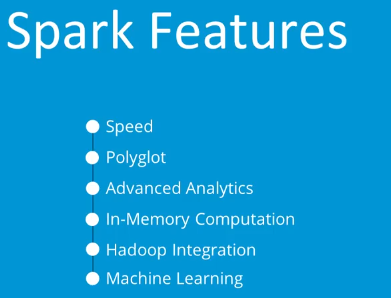 Spark Features
Speed
Polyglot
Advanced Analytics
In-Memory Computation
Hadoop Integration
Machine Learning